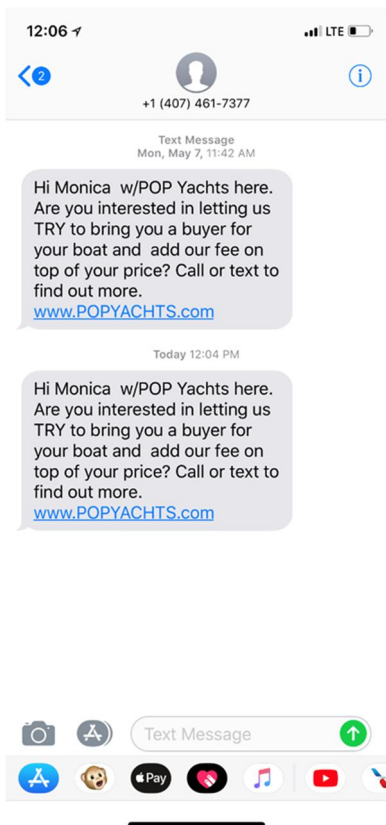 12:06
LTE
2
+1 (407) 461-7377
Text Message
Mon, May 7, 11:42 AM
Hi Monica  w/POP Yachts here.
Are you interested in letting us
TRY to bring you a buyer for
your boat and  add our fee on
top of your price? Call or text to
find out more.
www.POPYACHTS.com
Today 12:04 PM
Hi Monica  w/POP Yachts here.
Are you interested in letting us
TRY to bring you a buyer for
your boat and  add our fee on
top of your price? Call or text to
find out more.
www.POPYACHTS.com
Text Message
Pay